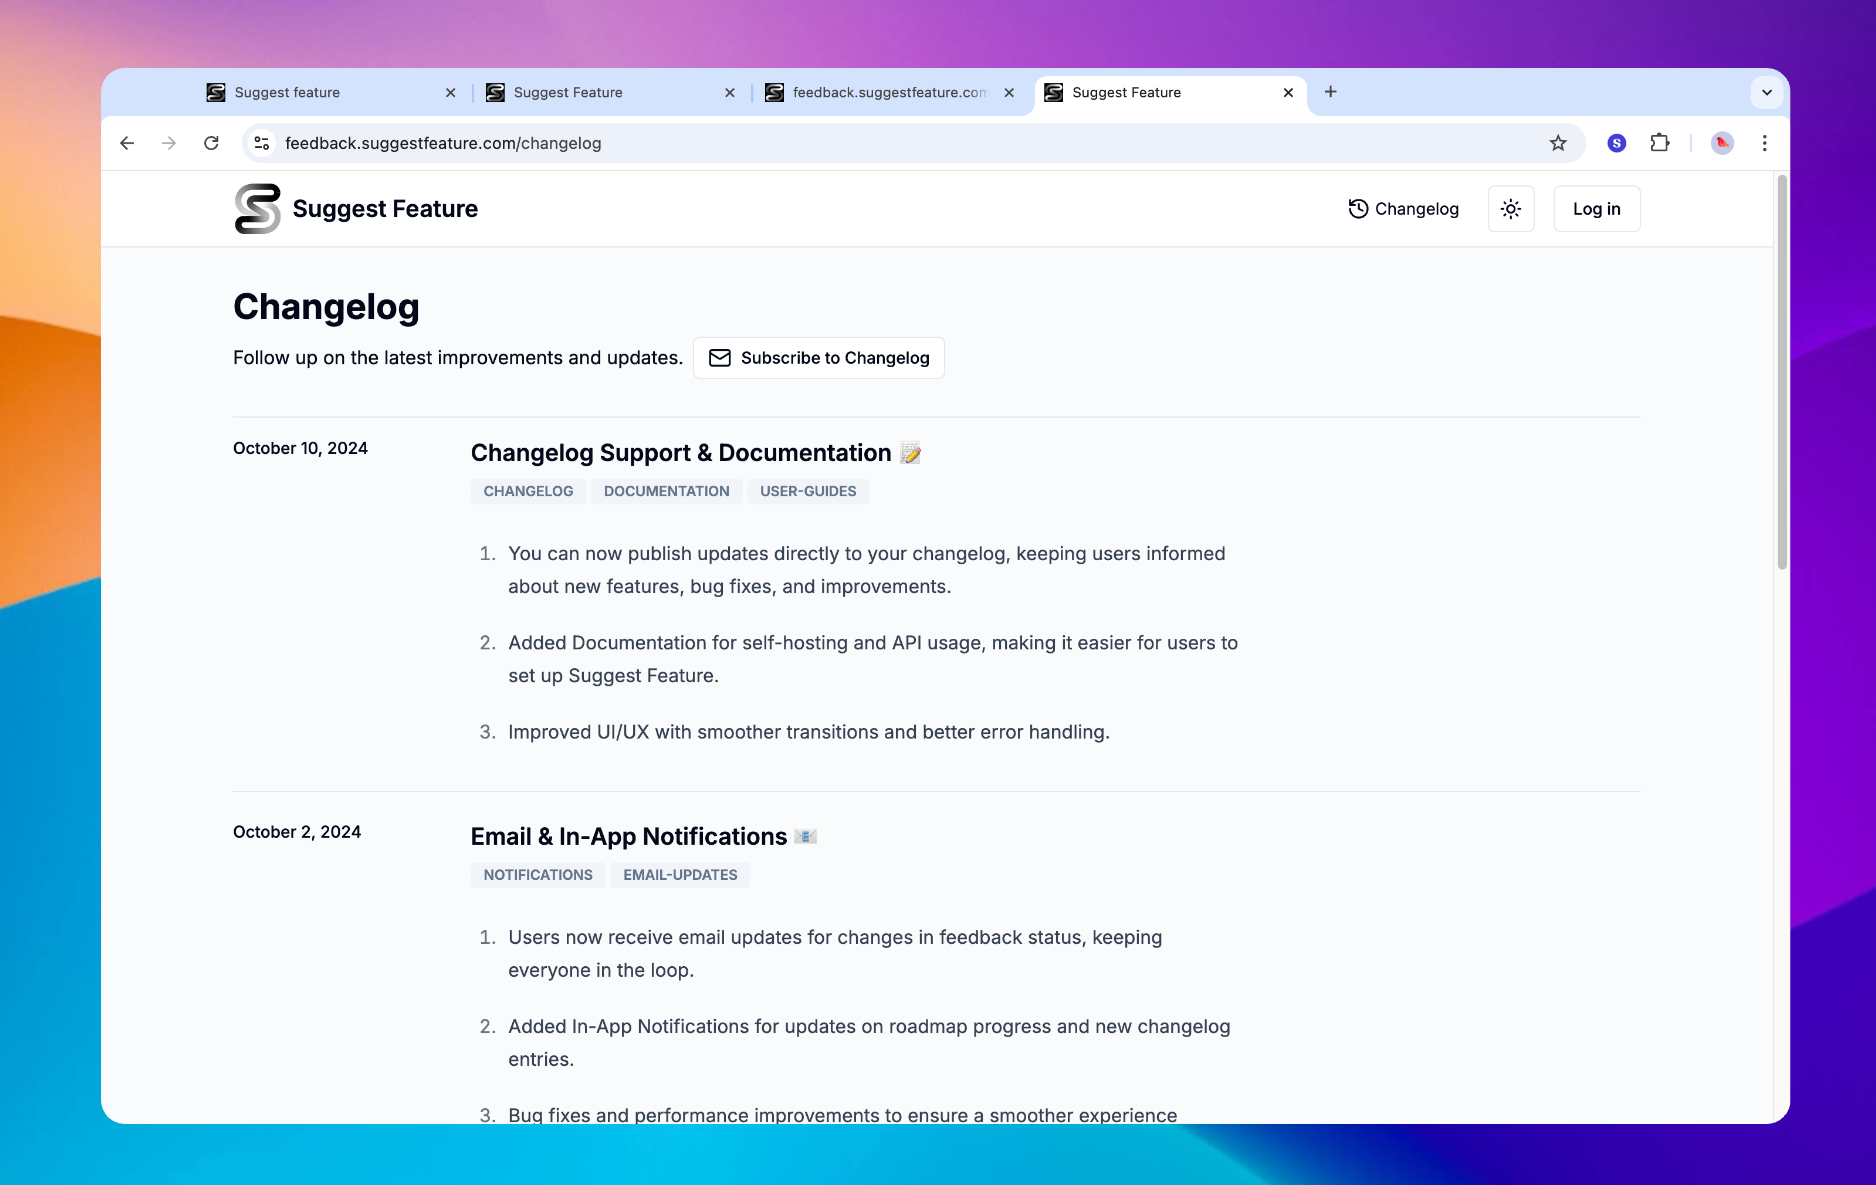 Suggest feature
Suggest Feature
feedback.suggestfeature.com
Suggest Feature
feedback.suggestfeature.com/changelog
S
Suggest Feature
Changelog
Log in
Changelog
Follow up on the latest improvements and updates.
Subscribe to Changelog
October 10, 2024
Changelog Support & Documentation 📝
CHANGELOG DOCUMENTATION USER-GUIDES
1. You can now publish updates directly to your changelog, keeping users informed
about new features, bug fixes, and improvements.
2. Added Documentation for self-hosting and API usage, making it easier for users to
set up Suggest Feature.
3. Improved UI/UX with smoother transitions and better error handling.
October 2, 2024
Email & In-App Notifications 📧
NOTIFICATIONS EMAIL-UPDATES
1. Users now receive email updates for changes in feedback status, keeping
everyone in the loop.
2. Added In-App Notifications for updates on roadmap progress and new changelog
entries.
3. Bug fixes and performance improvements to ensure a smoother experience